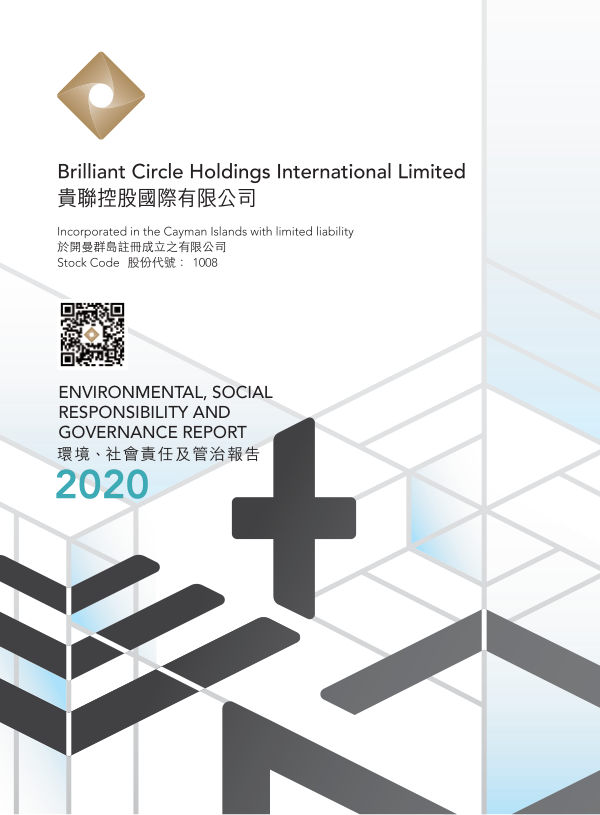 Brilliant Circle Holdings International Limited
貴聯控股國際有限公司
Incorporated in the Cayman Islands with limited liability
於開曼群島註冊成立之有限公司
Stock Code 股份代號： 1008
ENVIRONMENTAL, SOCIAL
RESPONSIBILITY AND
GOVERNANCE REPORT
環境、社會責任及管治報告
2020